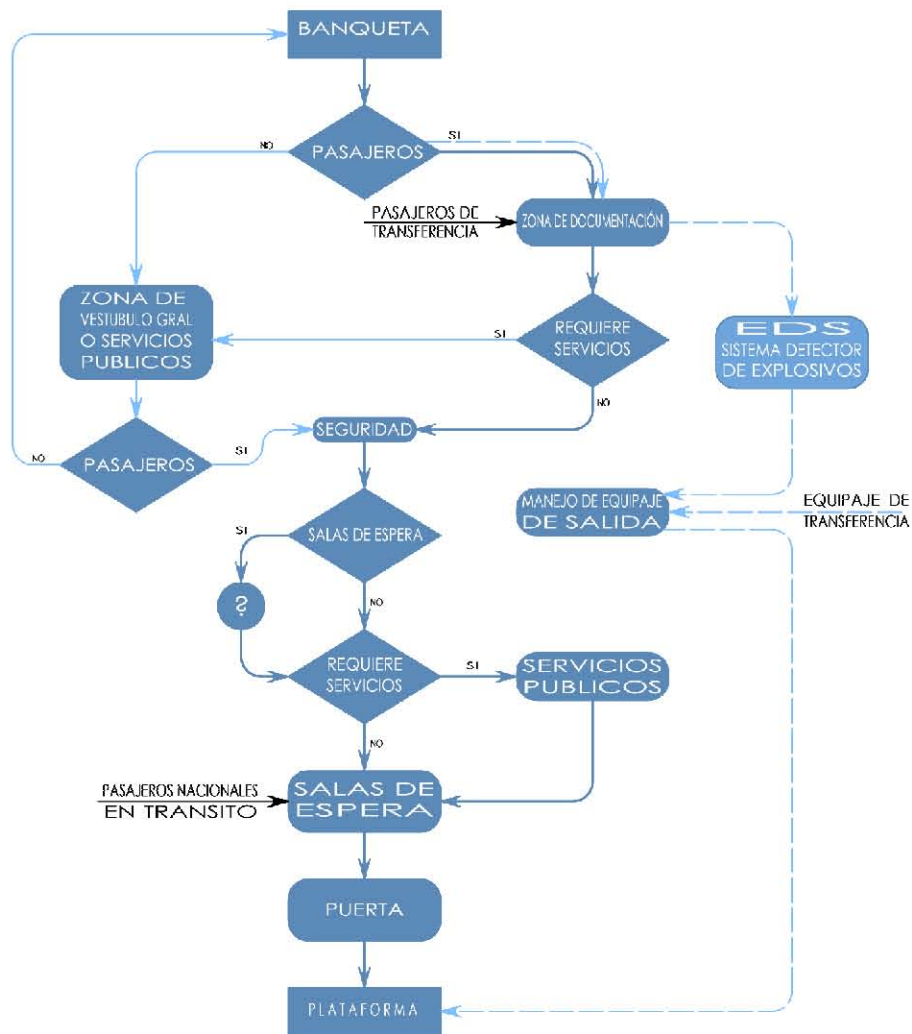 BANQUETA
PASAJEROS
NO
SI
PASAJEROS DE
TRANSFERENCIA
ZONA DE DOCUMENTACIÓN
ZONA DE
VESTUBULO GRAL
O SERVICIOS
PUBLICOS
SI
REQUIERE
SERVICIOS
EDS
SISTEMA DETECTOR
DE EXPLOSIVOS
NO
SEGURIDAD
NO
PASAJEROS
SI
MANEJO DE EQUIPAJE
DE SALIDA
EQUIPAJE DE
TRANSFERENCIA
SI
SALAS DE ESPERA
?
NO
REQUIERE
SERVICIOS
SI
SERVICIOS
PUBLICOS
NO
PASAJEROS NACIONALES
EN TRANSITO
SALAS DE
ESPERA
PUERTA
PLATAFORMA